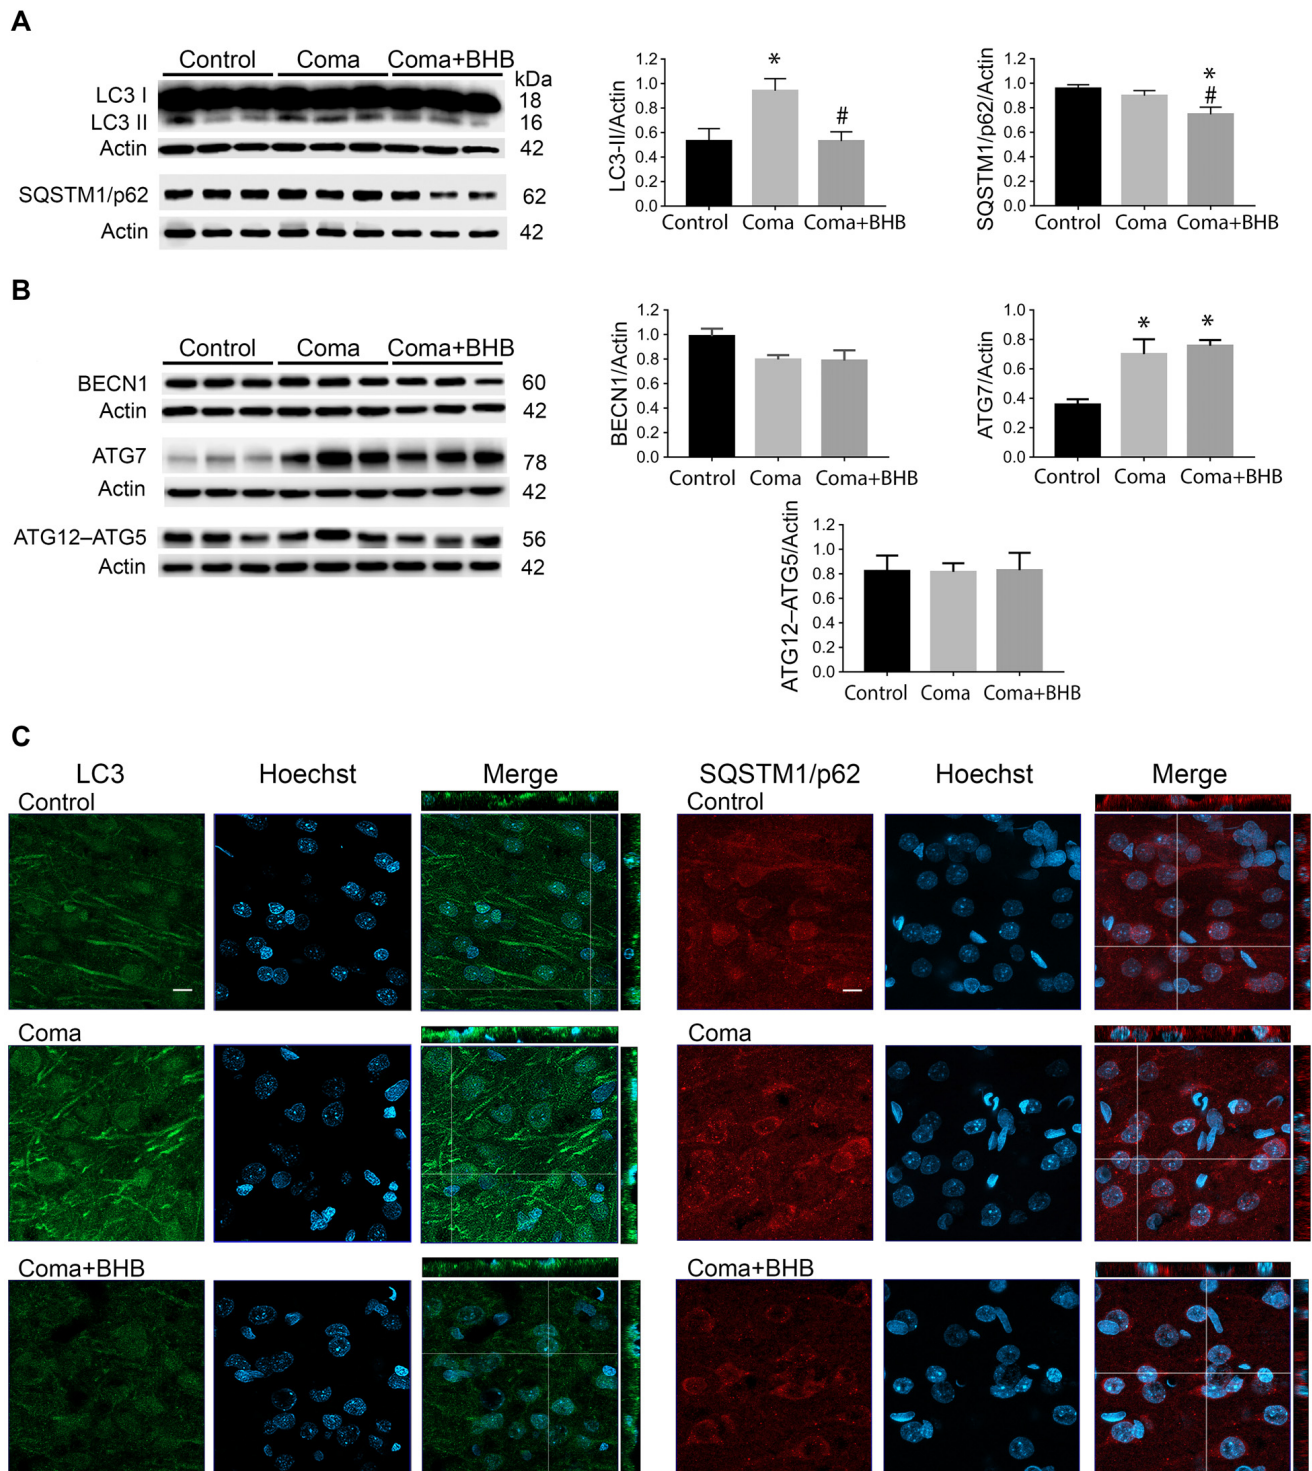 A
Control Coma Coma+BHB
kDa
LC3 I 18
LC3 II 16
Actin 42
SQSTM1/p62 62
Actin 42
LC3-II/Actin
1.2
1.0
0.8
0.6
0.4
0.2
0.0
*
#
Control Coma Coma+BHB
SQSTM1/p62/Actin
1.2
1.0
0.8
0.6
0.4
0.2
0.0
*
#
Control Coma Coma+BHB
B
Control Coma Coma+BHB
BECN1 60
Actin 42
ATG7 78
Actin 42
ATG12–ATG5 56
Actin 42
BECN1/Actin
1.2
1.0
0.8
0.6
0.4
0.2
0.0
Control Coma Coma+BHB
ATG7/Actin
1.0
0.8
0.6
0.4
0.2
0.0
* *
Control Coma Coma+BHB
ATG12–ATG5/Actin
1.2
1.0
0.8
0.6
0.4
0.2
0.0
Control Coma Coma+BHB
C
LC3 Hoechst Merge SQSTM1/p62 Hoechst Merge
Control Control
Coma Coma
Coma+BHB Coma+BHB